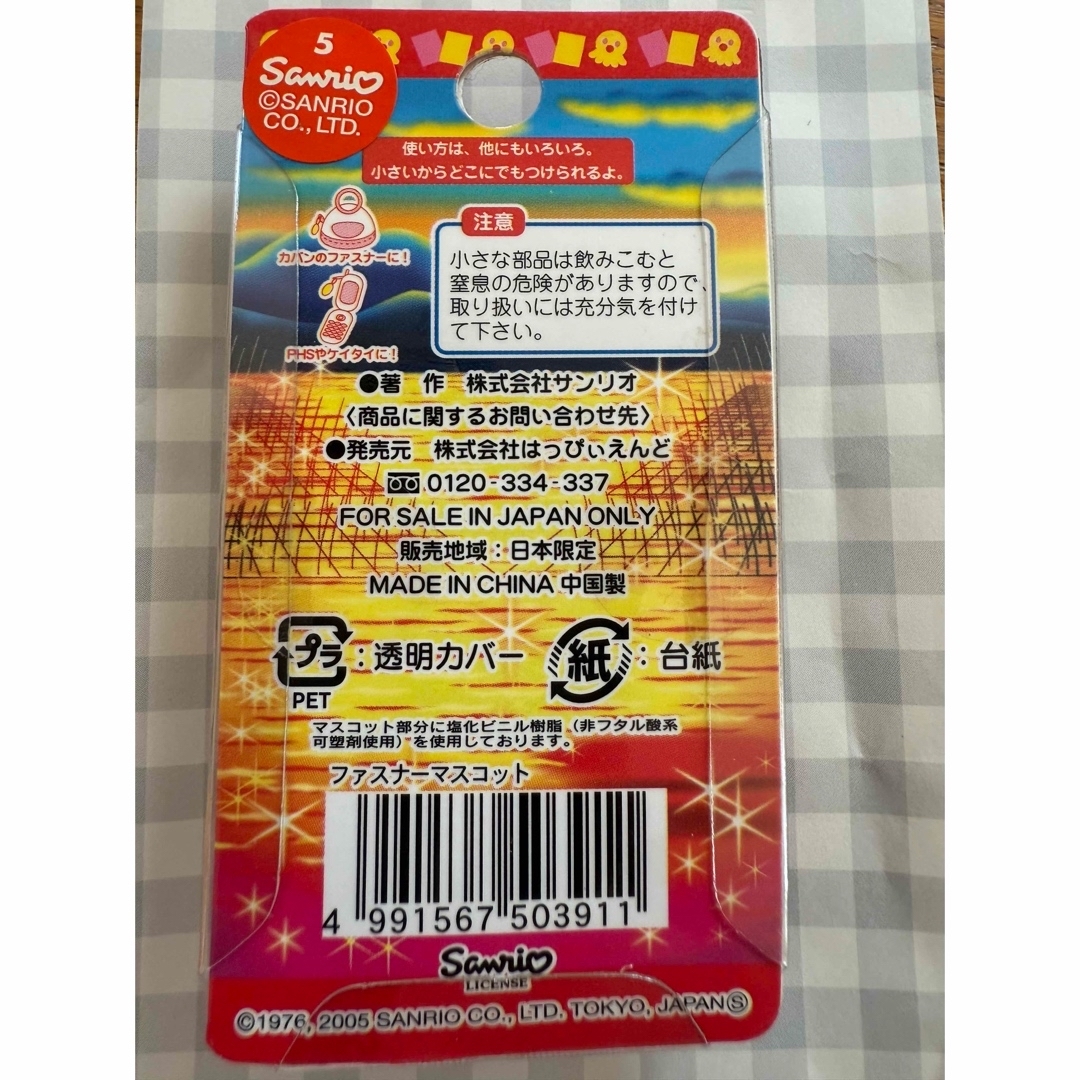 5
Sanrio
©SANRIO
CO., LTD.
使い方は、他にもいろいろ。
小さいからどこにでもつけられるよ。
カバンのファスナーに！
PHSやケイタイに！
注意
小さな部品は飲みこむと
窒息の危険がありますので、
取り扱いには充分気を付け
て下さい。
●著　作　株式会社サンリオ
〈商品に関するお問い合わせ先〉
●発売元　株式会社はっぴぃえんど
0120-334-337
FOR SALE IN JAPAN ONLY
販売地域：日本限定
MADE IN CHINA 中国製
プラ：透明カバー　紙：台紙
PET
マスコット部分に塩化ビニル樹脂（非フタル酸系
可塑剤使用）を使用しております。
ファスナーマスコット
4 991567 503911
Sanrio
LICENSE
©1976, 2005 SANRIO CO., LTD. TOKYO, JAPAN Ⓢ